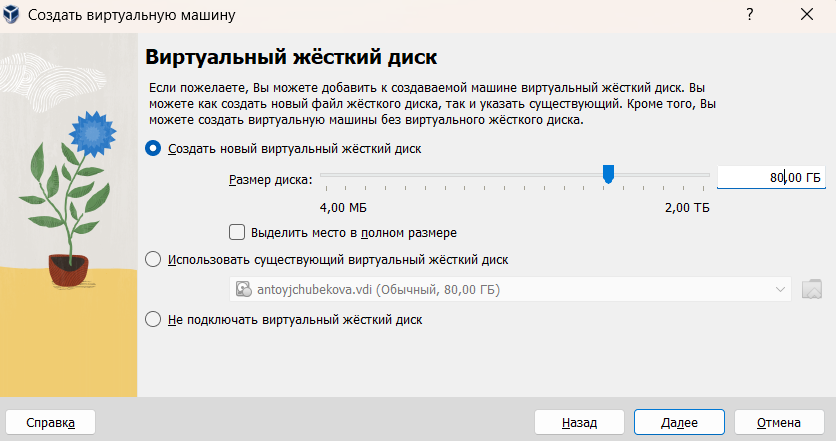 Создать виртуальную машину
?
Виртуальный жёсткий диск
Если пожелаете, Вы можете добавить к создаваемой машине виртуальный жёсткий диск. Вы
можете как создать новый файл жёсткого диска, так и указать существующий. Кроме того, Вы
можете создать виртуальную машины без виртуального жёсткого диска.
Создать новый виртуальный жёсткий диск
Размер диска:
80,00 ГБ
4,00 МБ 2,00 ТБ
Выделить место в полном размере
Использовать существующий виртуальный жёсткий диск
antoyjchubekova.vdi (Обычный, 80,00 ГБ)
Не подключать виртуальный жёсткий диск
Справка Назад Далее Отмена